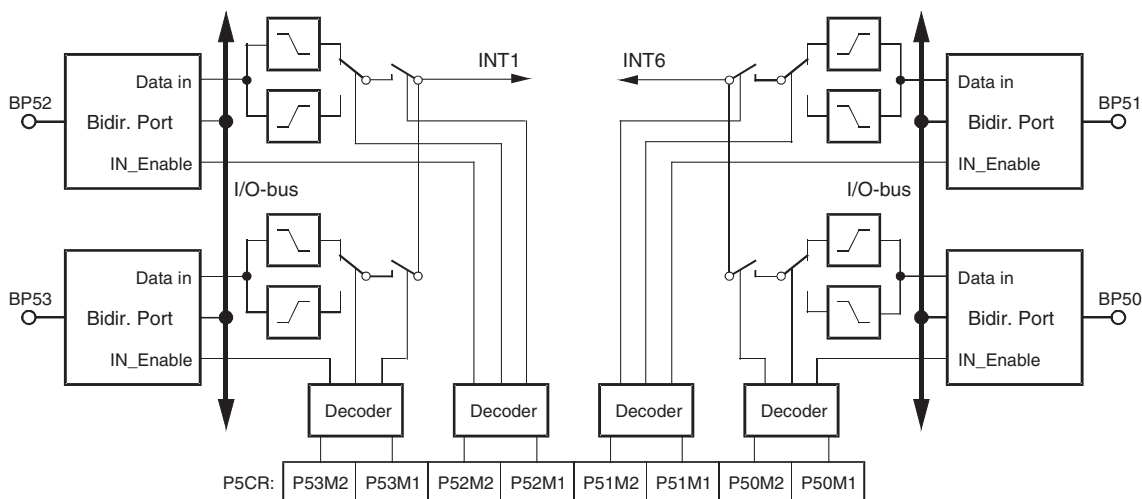 INT1 INT6
Data in Data in
BP52 BP51
Bidir. Port Bidir. Port
IN_Enable IN_Enable
I/O-bus I/O-bus
Data in Data in
BP53 BP50
Bidir. Port Bidir. Port
IN_Enable IN_Enable
Decoder Decoder Decoder Decoder
P5CR: P53M2 P53M1 P52M2 P52M1 P51M2 P51M1 P50M2 P50M1